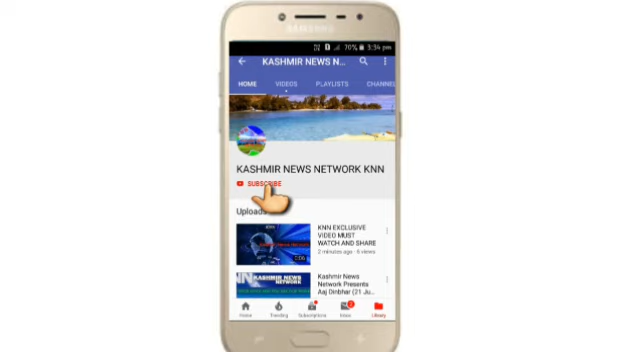 SAMSUNG
70% 3:34 pm
KASHMIR NEWS N...
HOME VIDEOS PLAYLISTS CHANNEL
KASHMIR NEWS NETWORK KNN
SUBSCRIBE
Uploads
KNN EXCLUSIVE
VIDEO MUST
WATCH AND SHARE
2 minutes ago · 6 views
KASHMIR NEWS
NETWORK
Kashmir News
Network Presents
Aaj Dinbhar (21 Ju...
Home Trending Subscriptions Inbox 2 Library